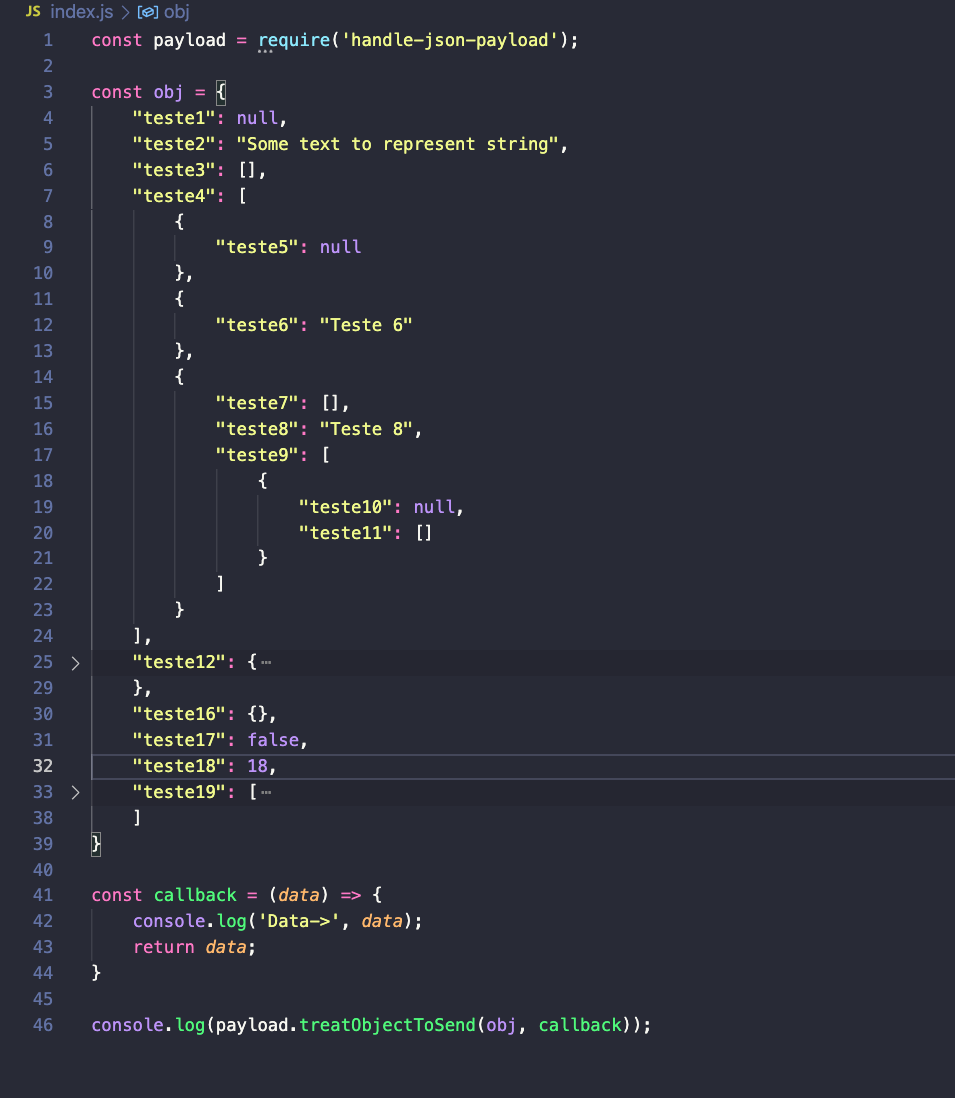 JS index.js > obj
1 const payload = require('handle-json-payload');
2
3 const obj = {
4     "teste1": null,
5     "teste2": "Some text to represent string",
6     "teste3": [],
7     "teste4": [
8         {
9             "teste5": null
10         },
11         {
12             "teste6": "Teste 6"
13         },
14         {
15             "teste7": [],
16             "teste8": "Teste 8",
17             "teste9": [
18                 {
19                     "teste10": null,
20                     "teste11": []
21                 }
22             ]
23         }
24     ],
25 >     "teste12": {⋯
29     },
30     "teste16": {},
31     "teste17": false,
32     "teste18": 18,
33 >     "teste19": [⋯
38     ]
39 }
40
41 const callback = (data) => {
42     console.log('Data->', data);
43     return data;
44 }
45
46 console.log(payload.treatObjectToSend(obj, callback));